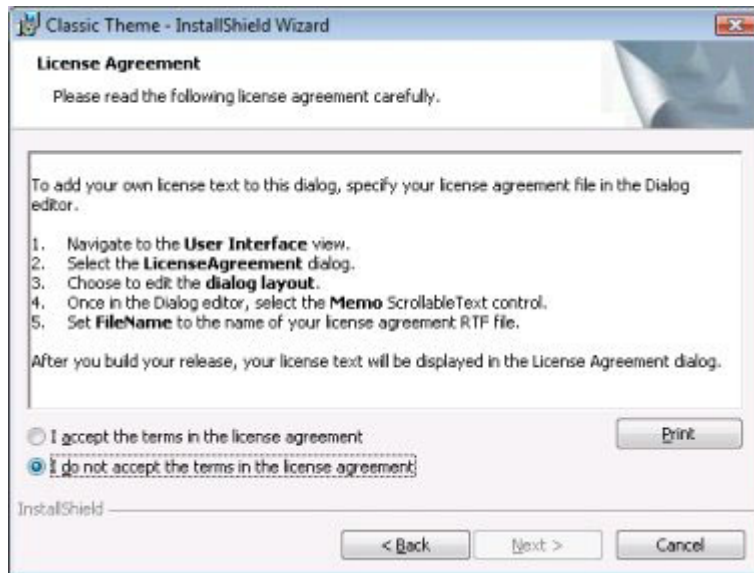 Classic Theme - InstallShield Wizard
License Agreement
Please read the following license agreement carefully.
To add your own license text to this dialog, specify your license agreement file in the Dialog
editor.
1. Navigate to the User Interface view.
2. Select the LicenseAgreement dialog.
3. Choose to edit the dialog layout.
4. Once in the Dialog editor, select the Memo ScrollableText control.
5. Set FileName to the name of your license agreement RTF file.
After you build your release, your license text will be displayed in the License Agreement dialog.
I accept the terms in the license agreement
Print
I do not accept the terms in the license agreement
InstallShield
< Back
Next >
Cancel